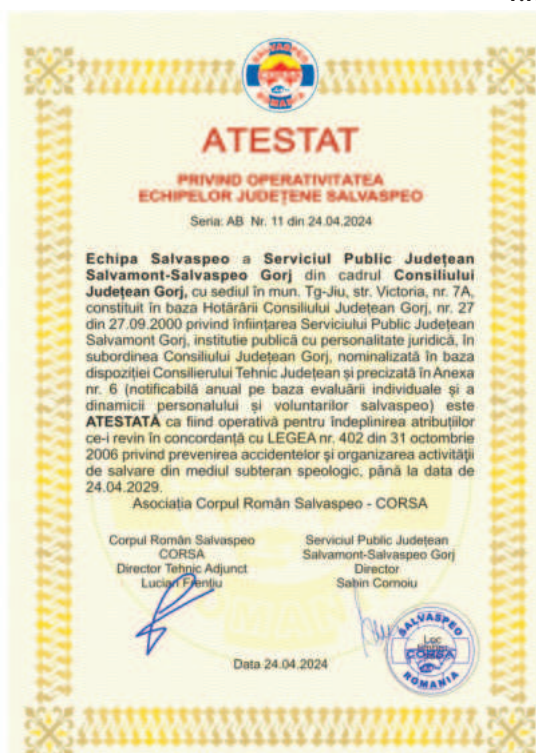 SALVASPEO
ROMANIA
ATESTAT
PRIVIND OPERATIVITATEA
ECHIPELOR JUDEȚENE SALVASPEO
Seria: AB Nr. 11 din 24.04.2024
Echipa Salvaspeo a Serviciul Public Județean
Salvamont-Salvaspeo Gorj din cadrul Consiliului
Județean Gorj, cu sediul în mun. Tg-Jiu, str. Victoria, nr. 7A,
constituit în baza Hotărârii Consiliului Județean Gorj, nr. 27
din 27.09.2000 privind înființarea Serviciului Public Județean
Salvamont Gorj, instituție publică cu personalitate juridică, în
subordinea Consiliului Județean Gorj, nominalizată în baza
dispoziției Consilierului Tehnic Județean și precizată în Anexa
nr. 6 (notificabilă anual pe baza evaluării individuale și a
dinamicii personalului și voluntarilor salvaspeo) este
ATESTATĂ ca fiind operativă pentru îndeplinirea atribuțiilor
ce-i revin în concordanță cu LEGEA nr. 402 din 31 octombrie
2006 privind prevenirea accidentelor și organizarea activităţii
de salvare din mediul subteran speologic, până la data de
24.04.2029.
Asociația Corpul Român Salvaspeo - CORSA
Corpul Român Salvaspeo
CORSA
Director Tehnic Adjunct
Lucian Frențiu
Serviciul Public Județean
Salvamont-Salvaspeo Gorj
Director
Sabin Cornoiu
SALVASPEO
Loc
CORSA
ROMANIA
Data 24.04.2024